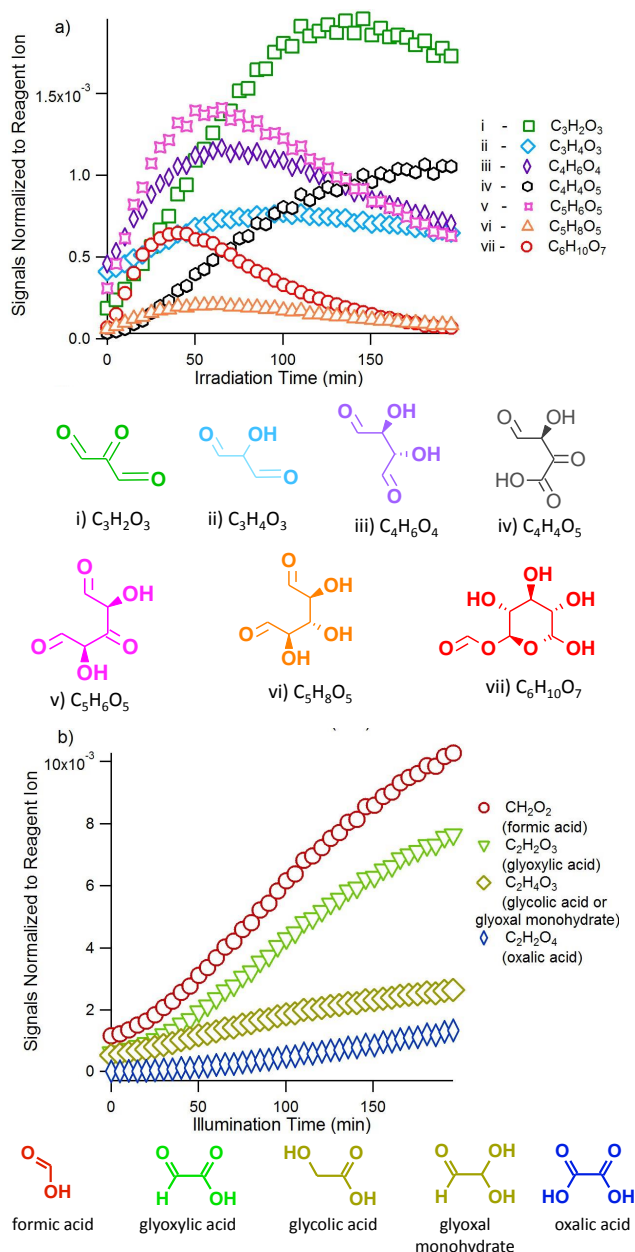 a)
Signals Normalized to Reagent Ion
1.5x10⁻³
1.0
0.5
0.0
0 50 100 150
Irradiation Time (min)
i - C₃H₂O₃
ii - C₃H₄O₃
iii - C₄H₆O₄
iv - C₄H₄O₅
v - C₅H₆O₅
vi - C₅H₈O₅
vii - C₆H₁₀O₇
O O O
i) C₃H₂O₃
O OH O
ii) C₃H₄O₃
O OH
OH
O
iii) C₄H₆O₄
O OH
O
HO O
iv) C₄H₄O₅
O OH
O O
OH
v) C₅H₆O₅
O OH
O OH
OH
vi) C₅H₈O₅
OH
HO OH
O O O OH
vii) C₆H₁₀O₇
b)
Signals Normalized to Reagent Ion
10x10⁻³
8
6
4
2
0
0 50 100 150
Illumination Time (min)
CH₂O₂
(formic acid)
C₂H₂O₃
(glyoxylic acid)
C₂H₄O₃
(glycolic acid or
glyoxal monohydrate)
C₂H₂O₄
(oxalic acid)
O
OH
formic acid
O O
H OH
glyoxylic acid
HO O
OH
glycolic acid
O OH
H OH
glyoxal
monohydrate
O O
HO OH
oxalic acid